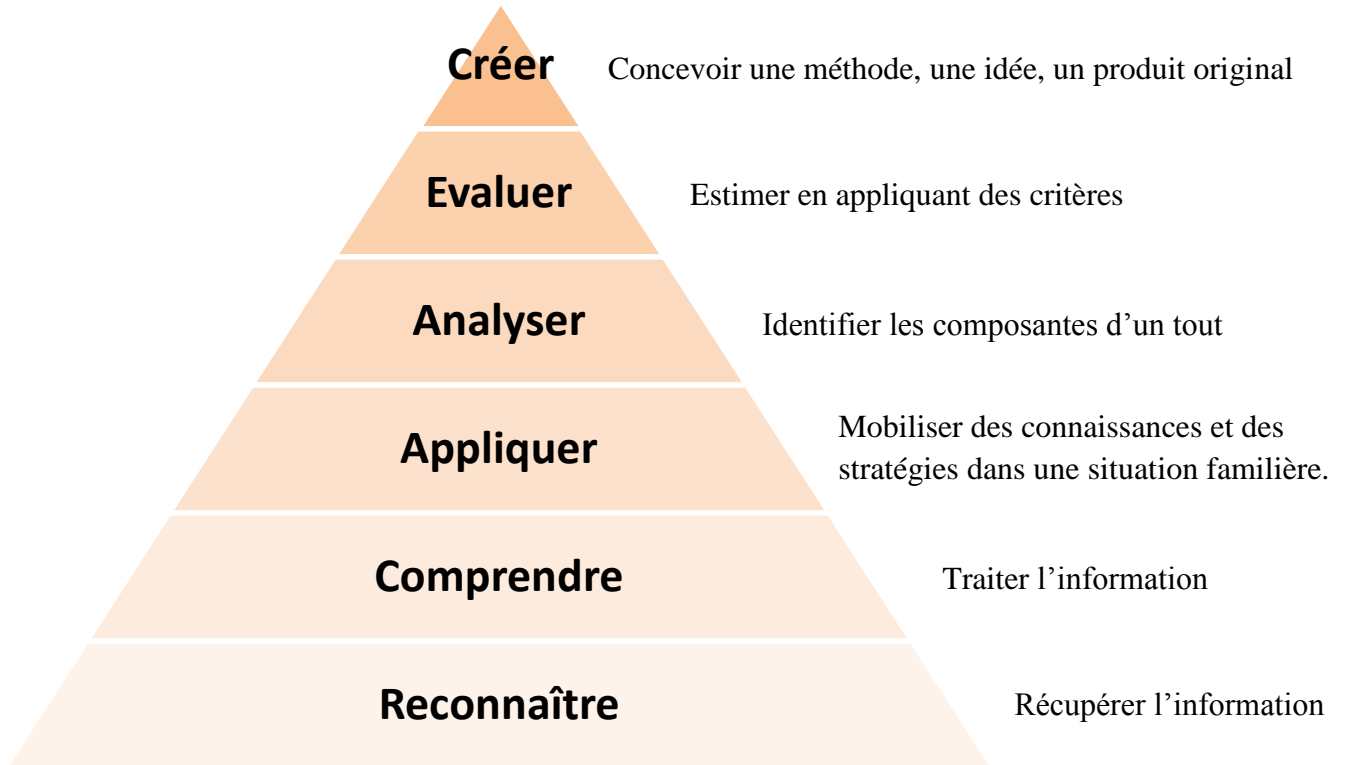 Créer
Concevoir une méthode, une idée, un produit original
Evaluer
Estimer en appliquant des critères
Analyser
Identifier les composantes d’un tout
Appliquer
Mobiliser des connaissances et des
stratégies dans une situation familière.
Comprendre
Traiter l’information
Reconnaître
Récupérer l’information